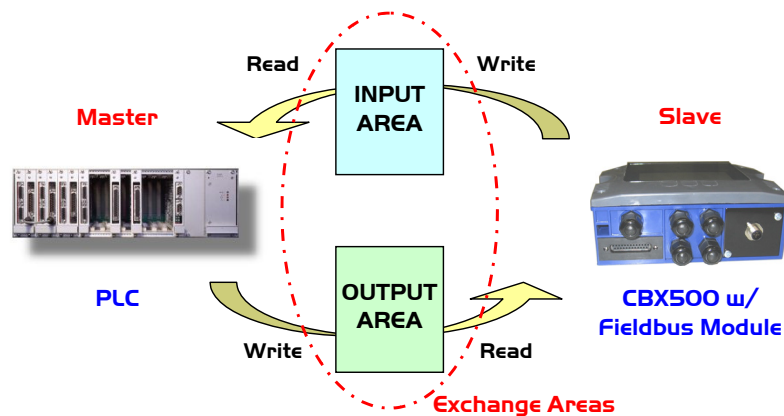 Read
Write
INPUT
AREA
Master
Slave
PLC
OUTPUT
AREA
CBX500 w/
Fieldbus Module
Write
Read
Exchange Areas